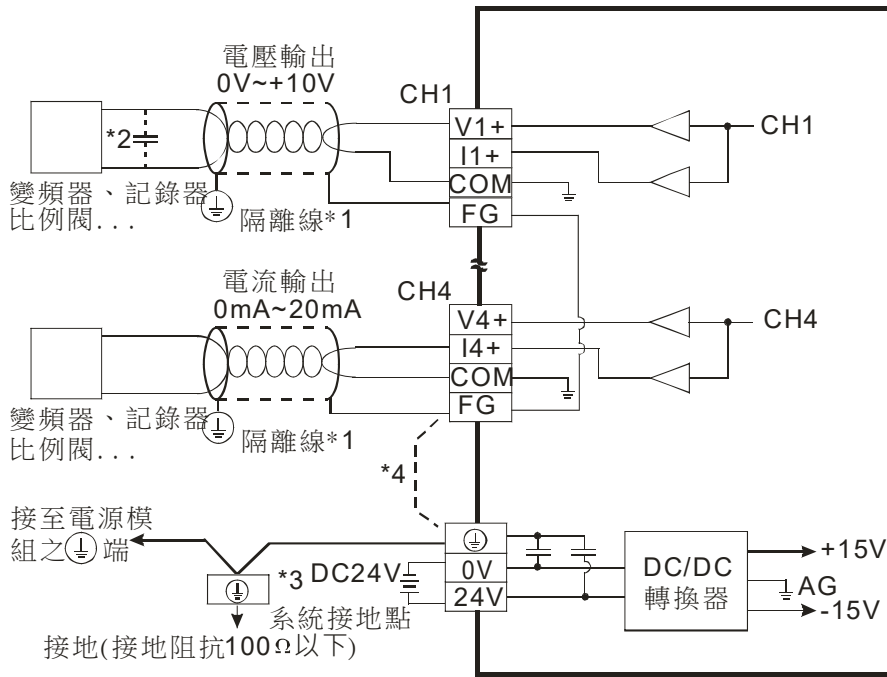 電壓輸出
0V~+10V
CH1
V1+
CH1
*2
I1+
COM
變頻器、記錄器
比例閥...
隔離線*1
FG
電流輸出
0mA~20mA
CH4
V4+
CH4
I4+
COM
變頻器、記錄器
比例閥...
隔離線*1
FG
*4
接至電源模
組之 端
*3
DC24V
0V
24V
系統接地點
接地(接地阻抗100Ω以下)
DC/DC
轉換器
+15V
AG
-15V